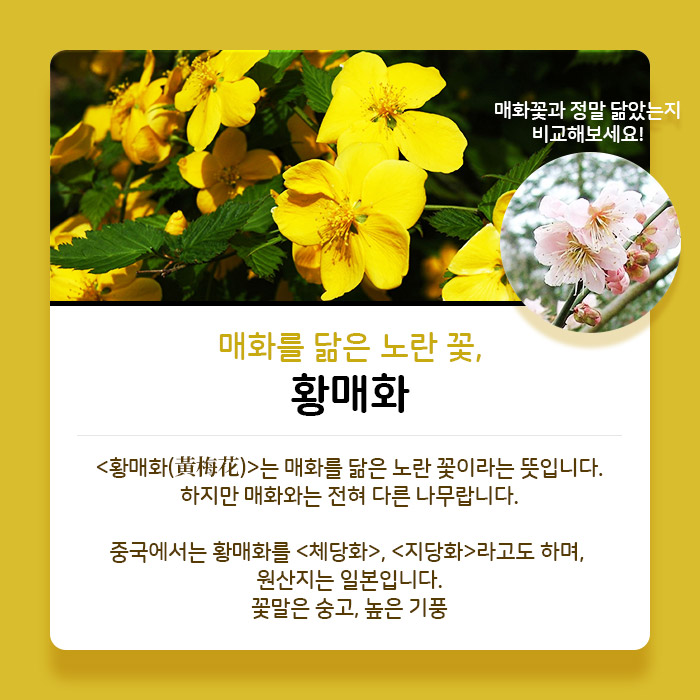 매화꽃과 정말 닮았는지
비교해보세요!
매화를 닮은 노란 꽃,
황매화
<황매화(黃梅花)>는 매화를 닮은 노란 꽃이라는 뜻입니다.
하지만 매화와는 전혀 다른 나무랍니다.
중국에서는 황매화를 <체당화>, <지당화>라고도 하며,
원산지는 일본입니다.
꽃말은 숭고, 높은 기풍